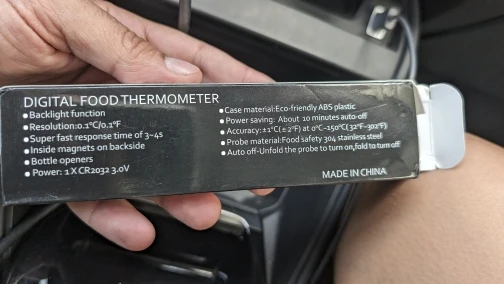 DIGITAL FOOD THERMOMETER
•Backlight function
•Resolution:0.1°C/0.1°F
•Super fast response time of 3~4s
•Inside magnets on backside
•Bottle openers
•Power: 1 X CR2032 3.0V
•Case material:Eco-friendly ABS plastic
•Power saving: About 10 minutes auto-off
•Accuracy:±1°C(±2°F) at 0°C~150°C(32°F~302°F)
•Probe material:Food safety 304 stainless steel
•Auto off-Unfold the probe to turn on,fold to turn off
MADE IN CHINA